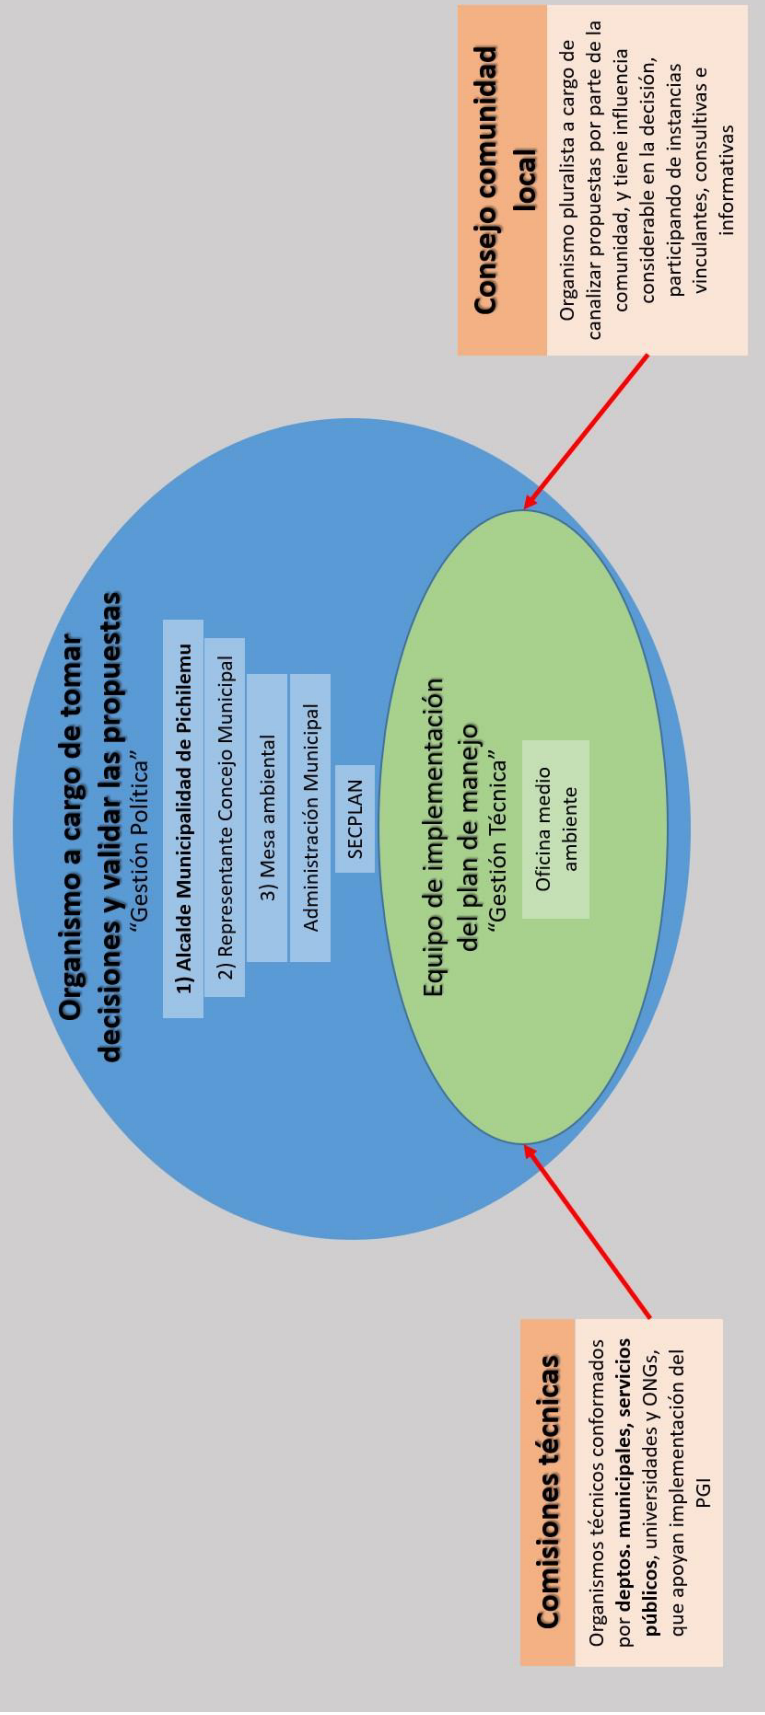 Organismo a cargo de tomar
decisiones y validar las propuestas
“Gestión Política”
1) Alcalde Municipalidad de Pichilemu
2) Representante Concejo Municipal
3) Mesa ambiental
Administración Municipal
SECPLAN
Equipo de implementación
del plan de manejo
“Gestión Técnica”
Oficina medio
ambiente
Comisiones técnicas
Organismos técnicos conformados
por deptos. municipales, servicios
públicos, universidades y ONGs,
que apoyan implementación del
PGI
Consejo comunidad
local
Organismo pluralista a cargo de
canalizar propuestas por parte de la
comunidad, y tiene influencia
considerable en la decisión,
participando de instancias
vinculantes, consultivas e
informativas